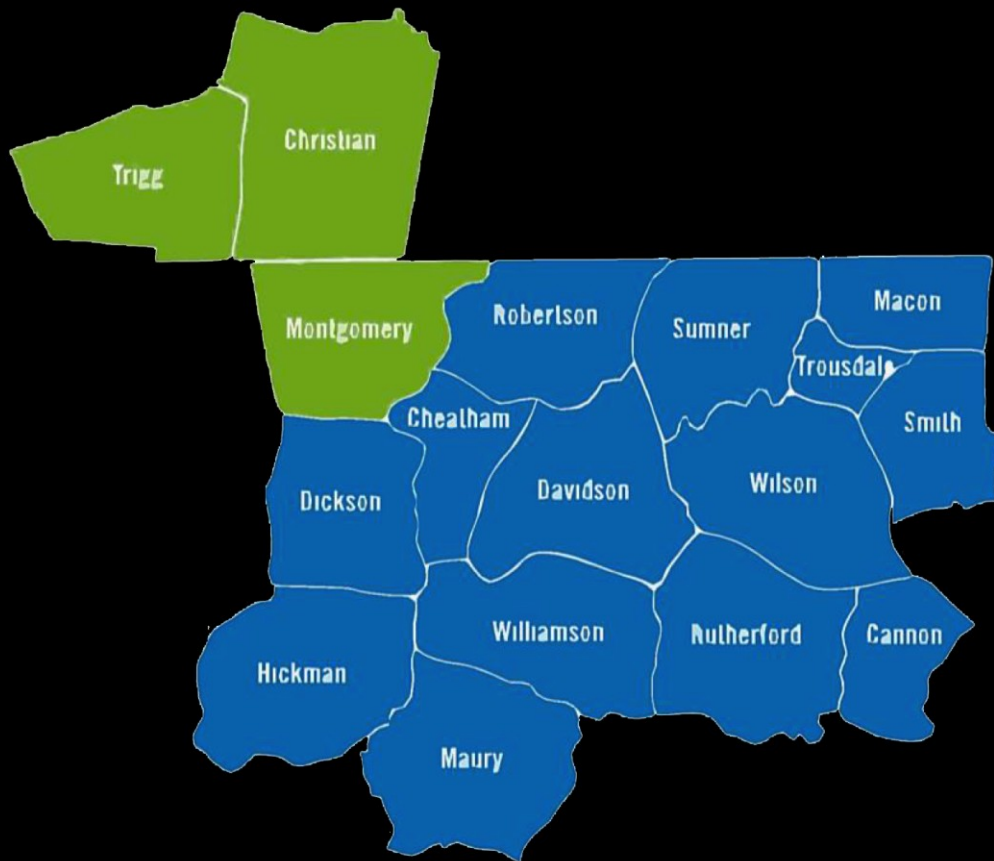 Christian
Trigg
Montgomery
Robertson
Sumner
Macon
Trousdale
Cheatham
Smith
Dickson
Davidson
Wilson
Williamson
Rutherford
Cannon
Hickman
Maury